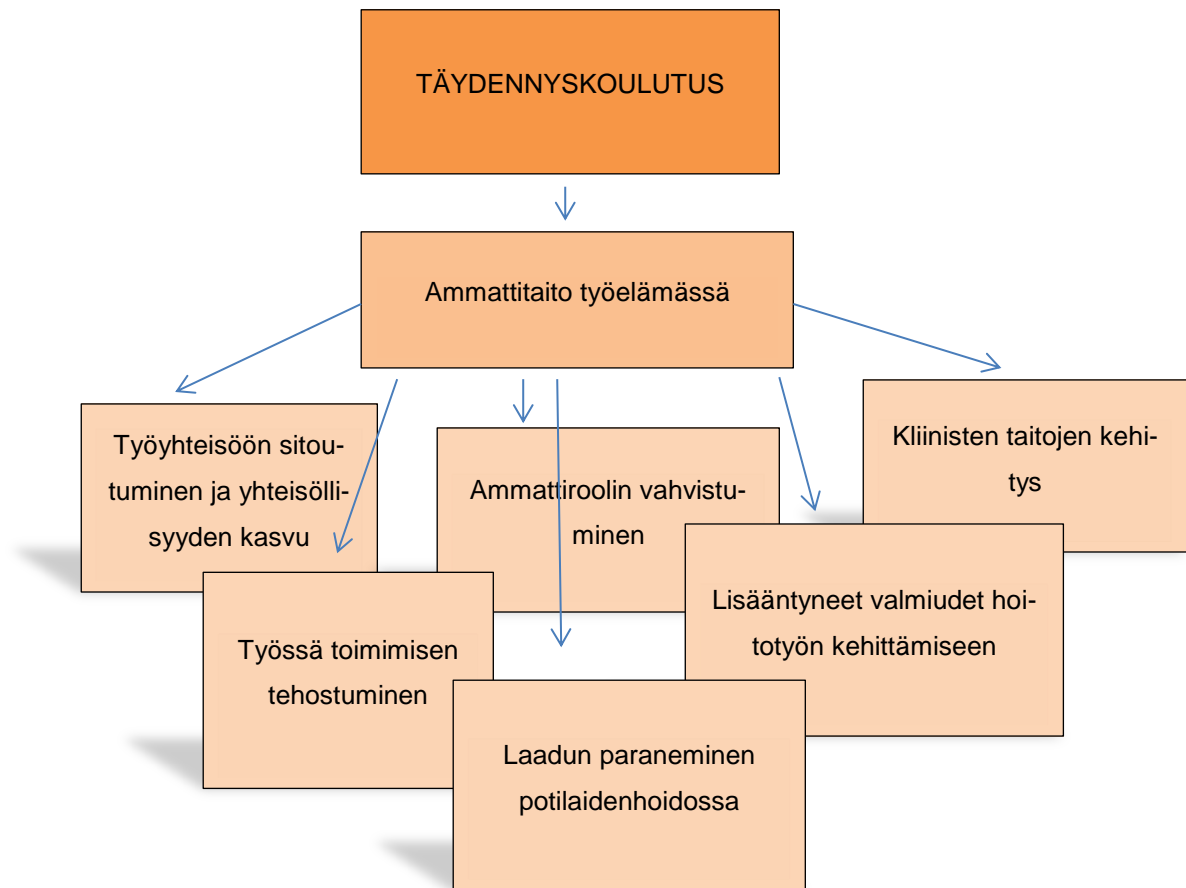 TÄYDENNYSKOULUTUS
Ammattitaito työelämässä
Työyhteisöön sitou-
tuminen ja yhteisölli-
syyden kasvu
Työssä toimimisen
tehostuminen
Ammattiroolin vahvistu-
minen
Laadun paraneminen
potilaidenhoidossa
Lisääntyneet valmiudet hoi-
totyön kehittämiseen
Kliinisten taitojen kehi-
tys